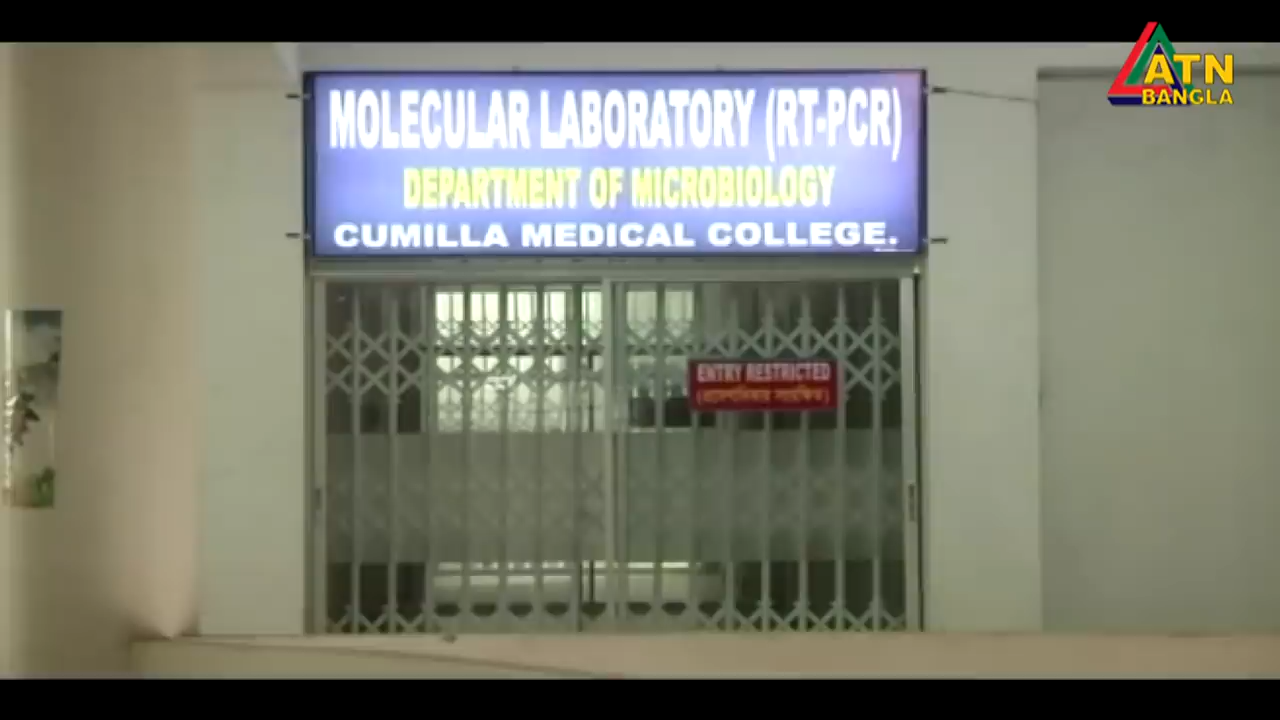 ATN
BANGLA
MOLECULAR LABORATORY (RT-PCR)
DEPARTMENT OF MICROBIOLOGY
CUMILLA MEDICAL COLLEGE.
ENTRY RESTRICTED